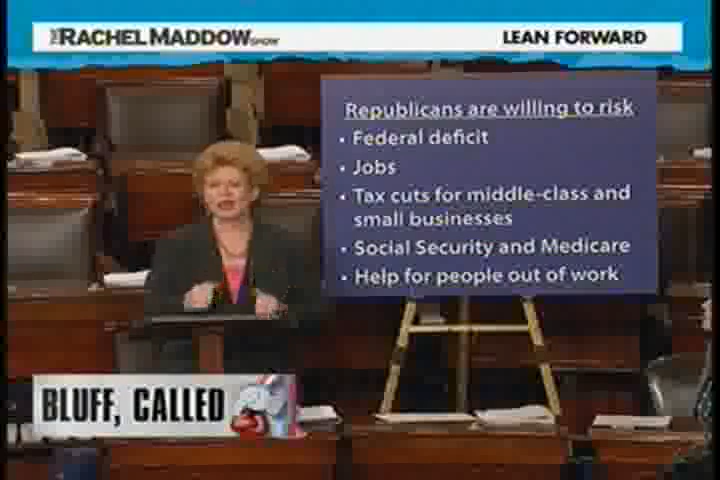 THE RACHEL MADDOW SHOW
LEAN FORWARD
Republicans are willing to risk
• Federal deficit
• Jobs
• Tax cuts for middle-class and
small businesses
• Social Security and Medicare
• Help for people out of work
BLUFF, CALLED